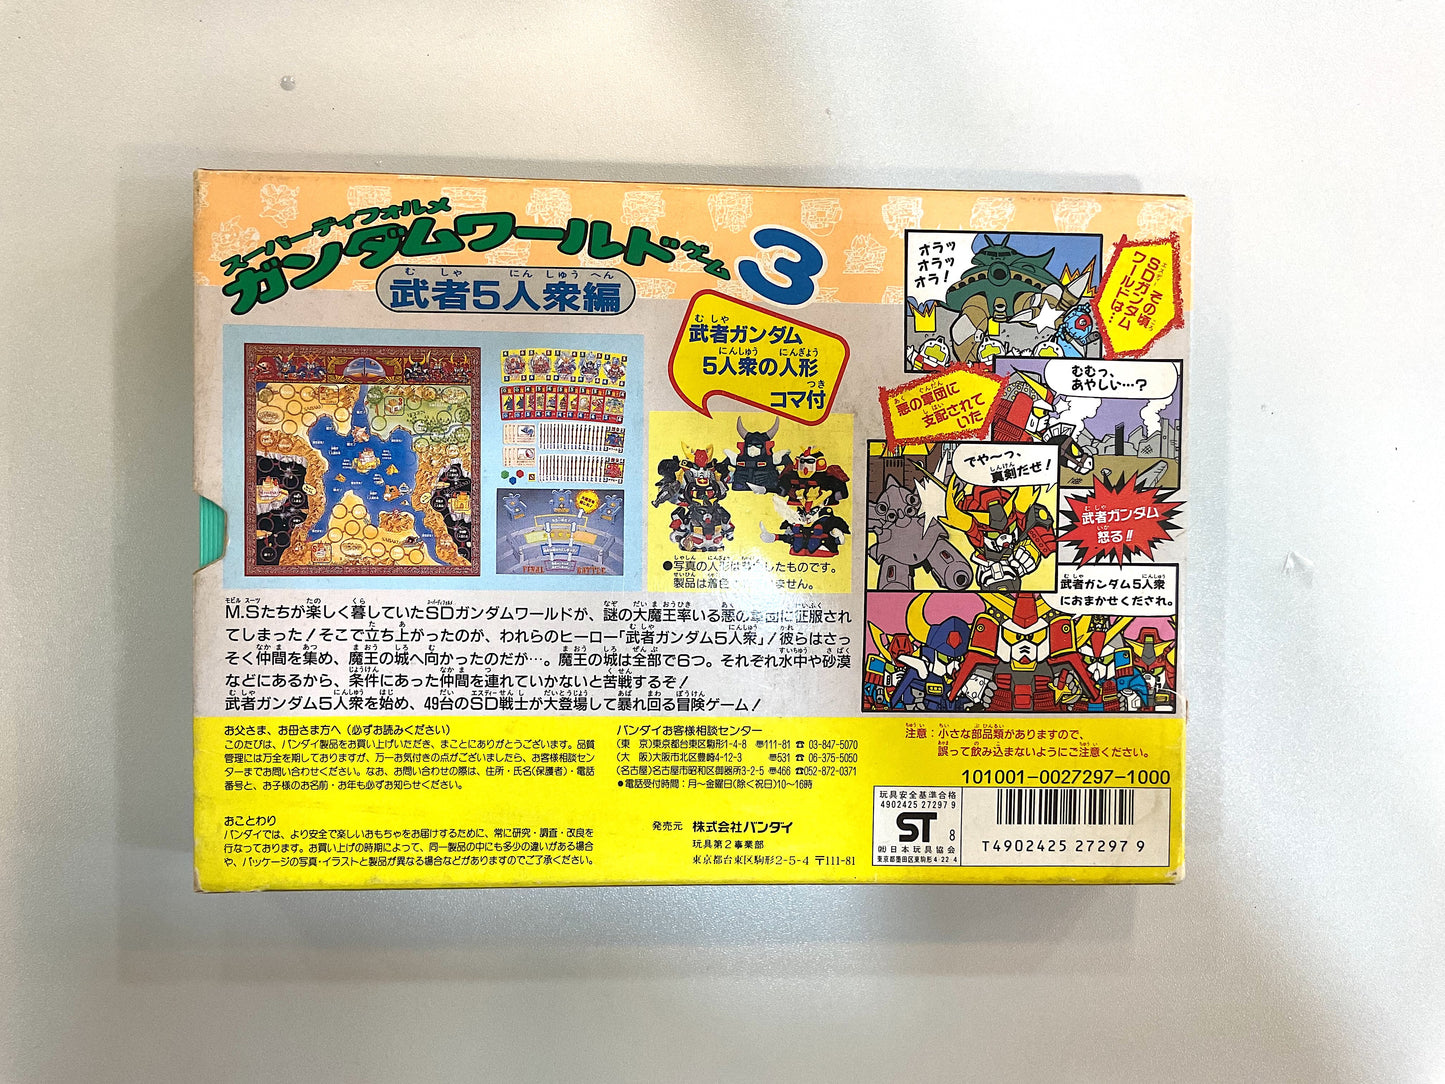 スーパーディフォルメ
ガンダムワールドゲーム3
武者5人衆編
武者ガンダム
5人衆の人形
コマ付
●写真の人形は したものです。
製品は着色 ません。
オラッ
オラッ
オラ!
その頃
SDガンダム
ワールドは…
むむっ、
あやしい…?
悪の軍団に
支配されて
いた
でや〜っ、
真剣だぜ!
武者ガンダム
怒る!!
武者ガンダム5人衆
におまかせくだされ。
M.Sたちが楽しく暮していたSDガンダムワールドが、謎の大魔王率いる悪の軍団に征服され
てしまった!そこで立ち上がったのが、われらのヒーロー「武者ガンダム5人衆」!彼らはさっ
そく仲間を集め、魔王の城へ向かったのだが…。魔王の城は全部で6つ。それぞれ水中や砂漠
などにあるから、条件にあった仲間を連れていかないと苦戦するぞ!
武者ガンダム5人衆を始め、49台のSD戦士が大登場して暴れ回る冒険ゲーム!
お父さま、お母さま方へ(必ずお読みください)
このたびは、バンダイ製品をお買い上げいただき、まことにありがとうございます。品質
管理には万全を期しておりますが、万一お気付きの点がございましたら、お客様相談セン
ターまでお問い合わせください。なお、お問い合わせの際は、住所・氏名(保護者)・電話
番号と、お子様のお名前・お年も必ずお知らせください。
おことわり
バンダイでは、より安全で楽しいおもちゃをお届けするために、常に研究・調査・改良を
行なっております。お買い上げの時期によって、同一製品の中にも多少の違いがある場合
や、パッケージの写真・イラストと製品が異なる場合などがありますのでご了承ください。
バンダイお客様相談センター
(東 京)東京都台東区駒形1-4-8 〠111-81 ☎03-847-5070
(大 阪)大阪市北区豊崎4-12-3 〠531 ☎06-375-5050
(名古屋)名古屋市昭和区御器所3-2-5 〠466 ☎052-872-0371
●電話受付時間:月〜金曜日(除く祝日)10〜16時
発売元 株式会社バンダイ
玩具第2事業部
東京都台東区駒形2-5-4 〒111-81
注意:小さな部品類がありますので、
誤って飲み込まないようにご注意ください。
101001-0027297-1000
玩具安全基準合格
4902425 27297 9
ST 8
(社)日本玩具協会
東京都墨田区東駒形4-22-4
T4902425 27297 9